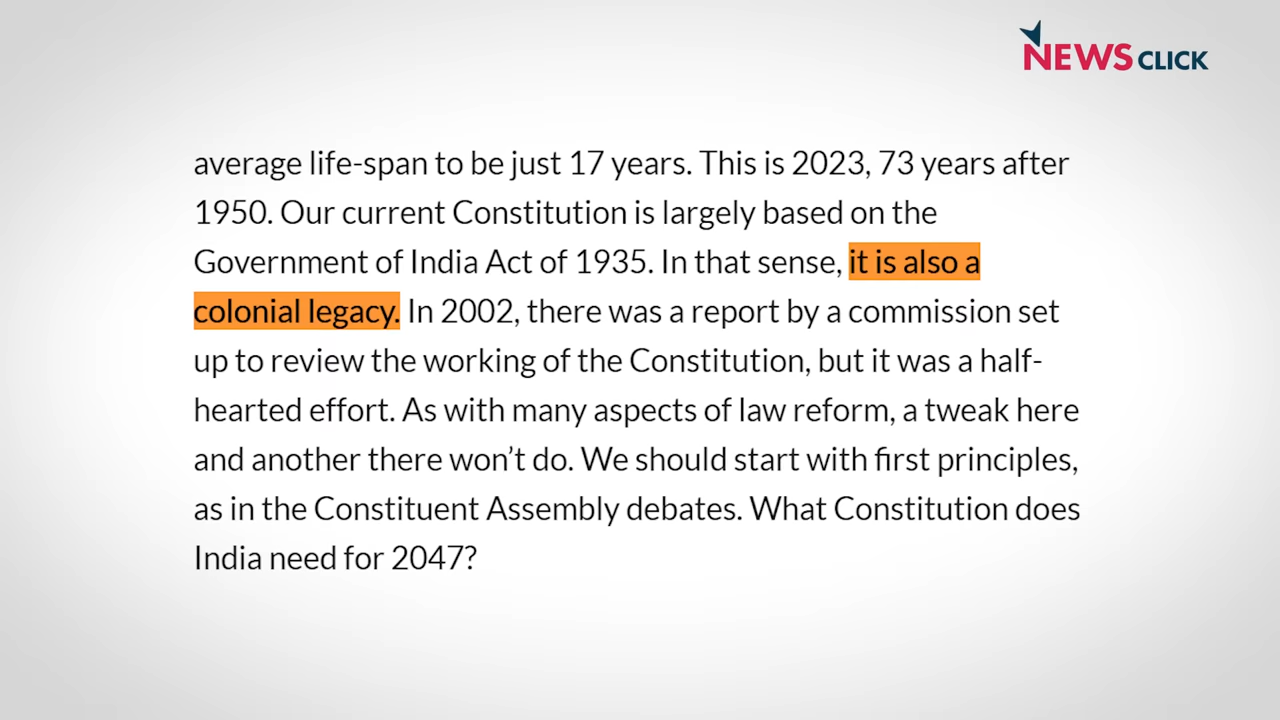 NEWS CLICK
average life-span to be just 17 years. This is 2023, 73 years after
1950. Our current Constitution is largely based on the
Government of India Act of 1935. In that sense, it is also a
colonial legacy. In 2002, there was a report by a commission set
up to review the working of the Constitution, but it was a half-
hearted effort. As with many aspects of law reform, a tweak here
and another there won’t do. We should start with first principles,
as in the Constituent Assembly debates. What Constitution does
India need for 2047?